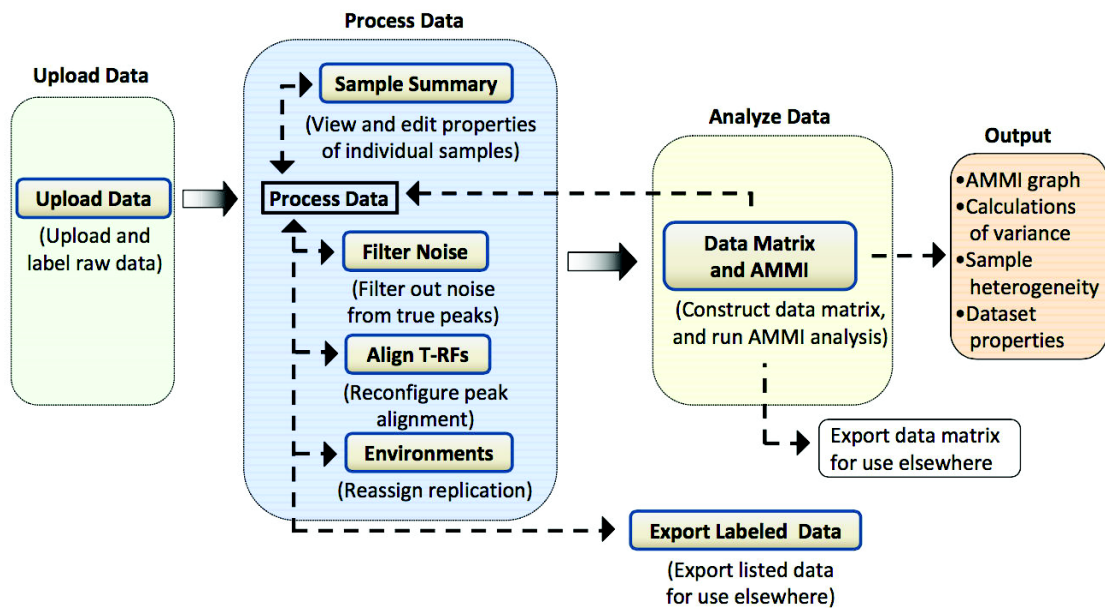 Upload Data
Upload Data
(Upload and
label raw data)
Process Data
Sample Summary
(View and edit properties
of individual samples)
Process Data
Filter Noise
(Filter out noise
from true peaks)
Align T-RFs
(Reconfigure peak
alignment)
Environments
(Reassign replication)
Export Labeled Data
(Export listed data
for use elsewhere)
Analyze Data
Data Matrix
and AMMI
(Construct data matrix,
and run AMMI analysis)
Export data matrix
for use elsewhere
Output
•AMMI graph
•Calculations
of variance
•Sample
heterogeneity
•Dataset
properties